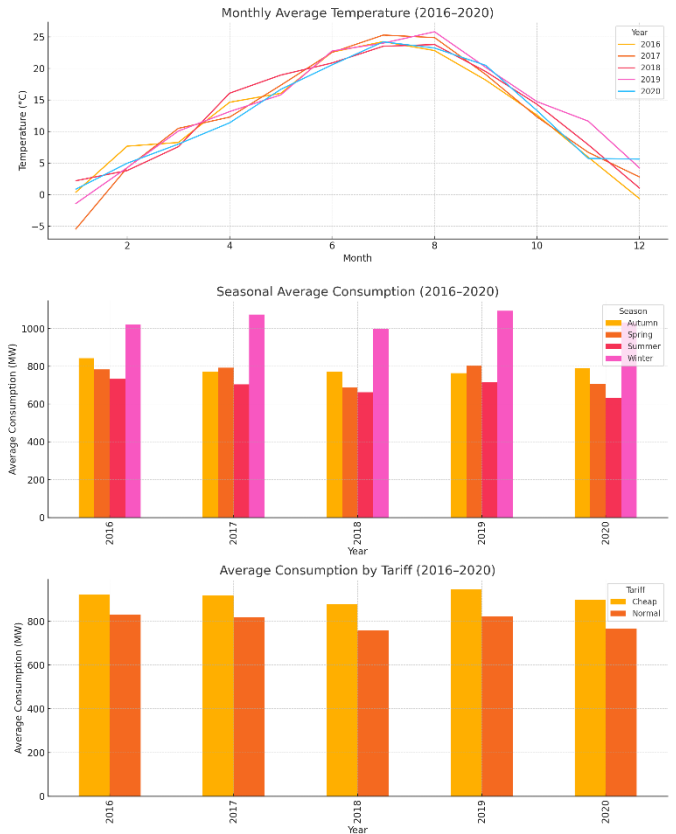 Monthly Average Temperature (2016–2020)
Year
2016
2017
2018
2019
2020
Temperature (°C)
25
20
15
10
5
0
−5
2
4
6
8
10
12
Month
Seasonal Average Consumption (2016–2020)
Season
Autumn
Spring
Summer
Winter
Average Consumption (MW)
1000
800
600
400
200
0
2016
2017
2018
2019
2020
Year
Average Consumption by Tariff (2016–2020)
Tariff
Cheap
Normal
Average Consumption (MW)
800
600
400
200
0
2016
2017
2018
2019
2020
Year